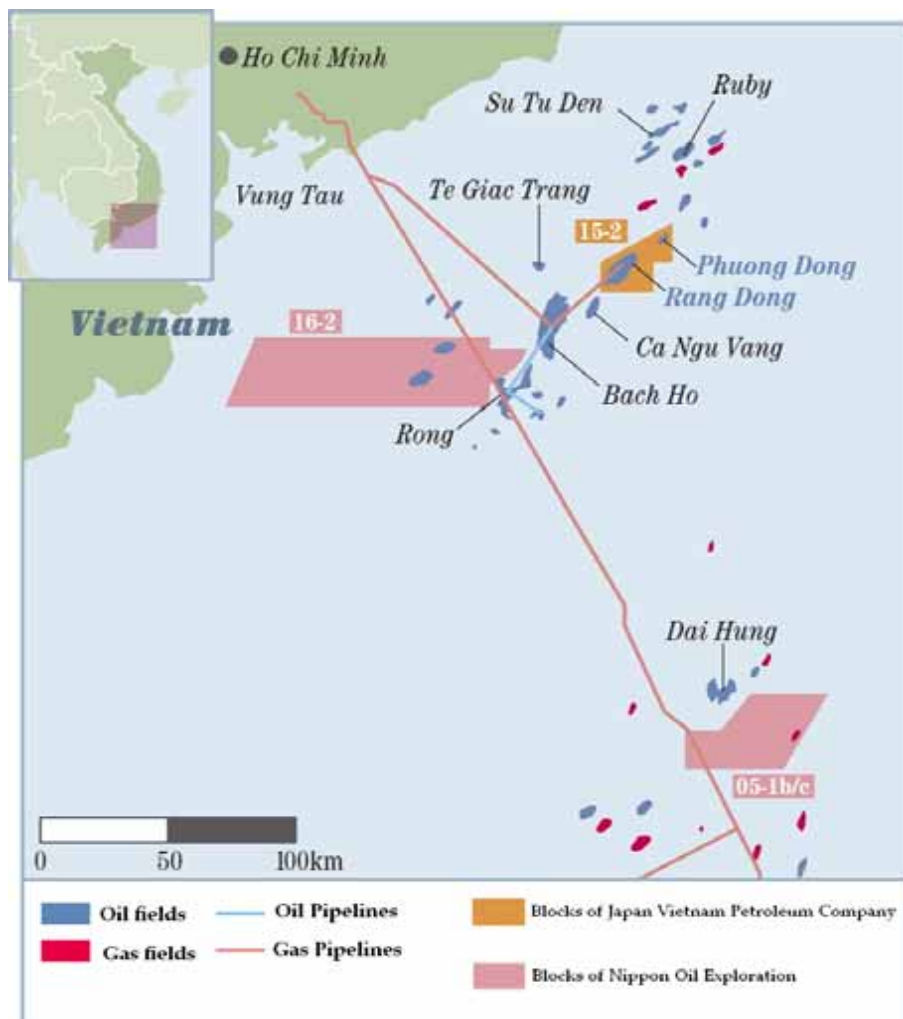 Ho Chi Minh
Su Tu Den
Ruby
Vung Tau
Te Giac Trang
15-2
Phuong Dong
Rang Dong
Vietnam
16-2
Ca Ngu Vang
Bach Ho
Rong
Dai Hung
05-1b/c
0 50 100km
Oil fields
Oil Pipelines
Blocks of Japan Vietnam Petroleum Company
Gas fields
Gas Pipelines
Blocks of Nippon Oil Exploration